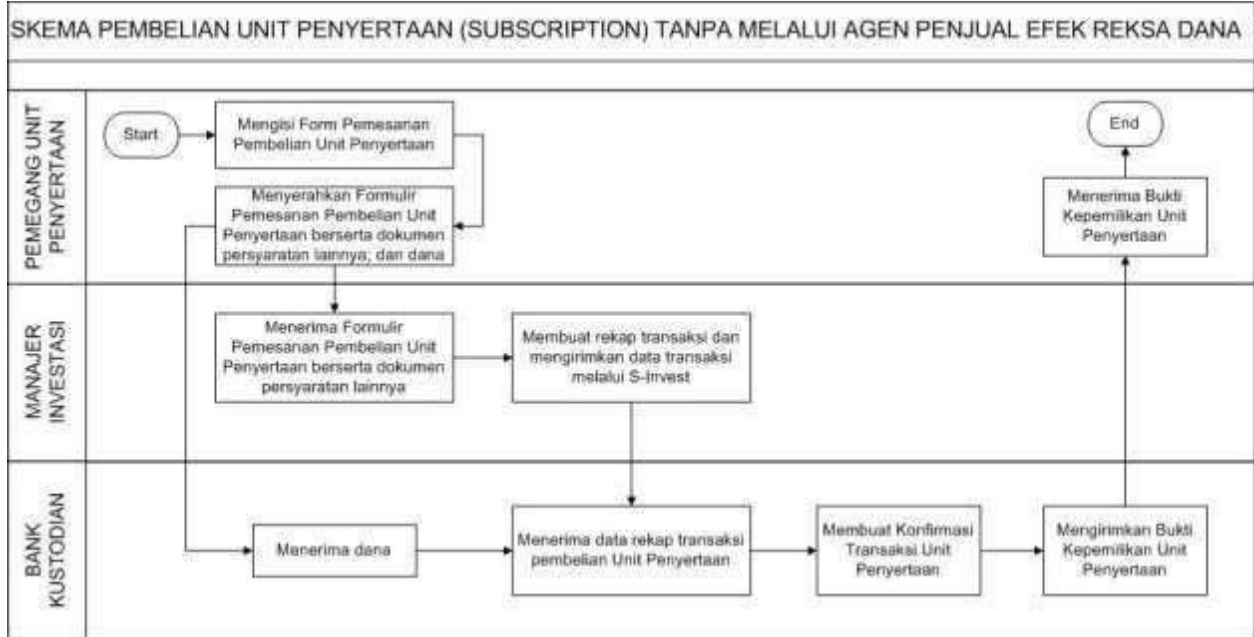 SKEMA PEMBELIAN UNIT PENYERTAAN (SUBSCRIPTION) TANPA MELALUI AGEN PENJUAL EFEK REKSA DANA
PEMEGANG UNIT
PENYERTAAN
Start
Mengisi Form Pemesanan
Pembelian Unit Penyertaan
Menyerahkan Formulir
Pemesanan Pembelian Unit
Penyertaan berserta dokumen
persyaratan lainnya; dan dana
End
Menerima Bukti
Kepemilikan Unit
Penyertaan
MANAJER
INVESTASI
Menerima Formulir
Pemesanan Pembelian Unit
Penyertaan berserta dokumen
persyaratan lainnya
Membuat rekap transaksi dan
mengirimkan data transaksi
melalui S-Invest
BANK
KUSTODIAN
Menerima dana
Menerima data rekap transaksi
pembelian Unit Penyertaan
Membuat Konfirmasi
Transaksi Unit
Penyertaan
Mengirimkan Bukti
Kepemilikan Unit
Penyertaan